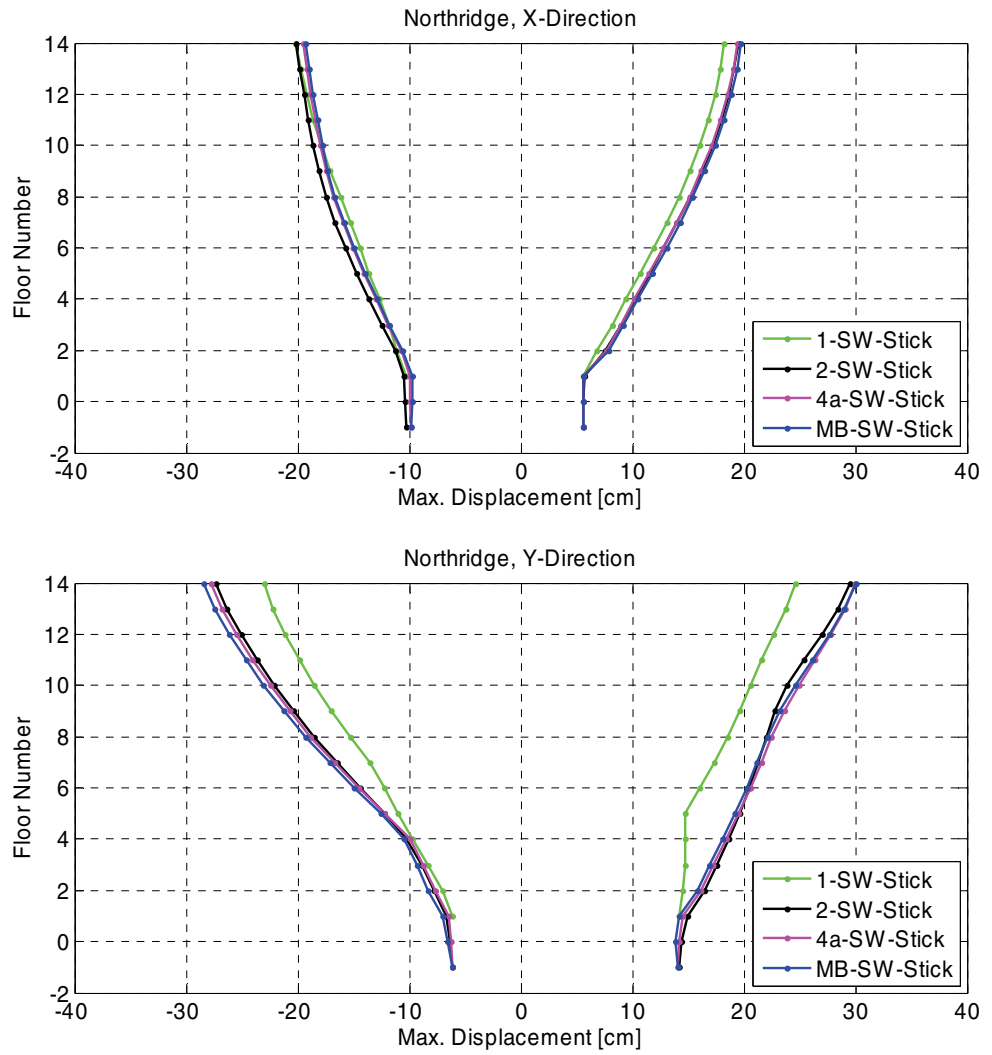 Northridge, X-Direction
14
12
10
8
6
4
2
0
-2
Floor Number
1-SW-Stick
2-SW-Stick
4a-SW-Stick
MB-SW-Stick
-40 -30 -20 -10 0 10 20 30 40
Max. Displacement [cm]
Northridge, Y-Direction
14
12
10
8
6
4
2
0
-2
Floor Number
1-SW-Stick
2-SW-Stick
4a-SW-Stick
MB-SW-Stick
-40 -30 -20 -10 0 10 20 30 40
Max. Displacement [cm]